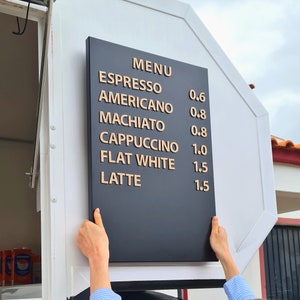 MENU
ESPRESSO 0.6
AMERICANO 0.8
MACHIATO 0.8
CAPPUCCINO 1.0
FLAT WHITE 1.5
LATTE 1.5